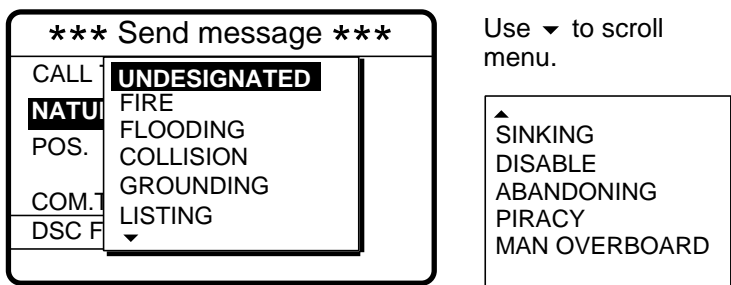 *** Send message ***
CALL T
UNDESIGNATED
NATU
FIRE
FLOODING
POS.
COLLISION
GROUNDING
COM.T
LISTING
DSC F
Use ▼ to scroll
menu.
SINKING
DISABLE
ABANDONING
PIRACY
MAN OVERBOARD